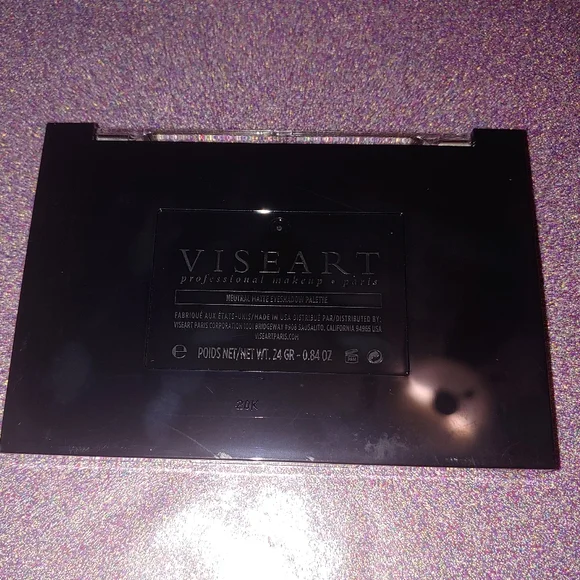 VISEART
professional makeup • paris
NEUTRAL MATTE EYESHADOW PALETTE
FABRIQUÉ AUX ÉTATS-UNIS/MADE IN USA DISTRIBUÉ PAR/DISTRIBUTED BY.
VISEART PARIS CORPORATION 1001 BRIDGEWAY #906 SAUSALITO, CALIFORNIA 94965 USA
VISEARTPARIS.COM
e POIDS NET/NET WT. 24 GR - 0.84 OZ